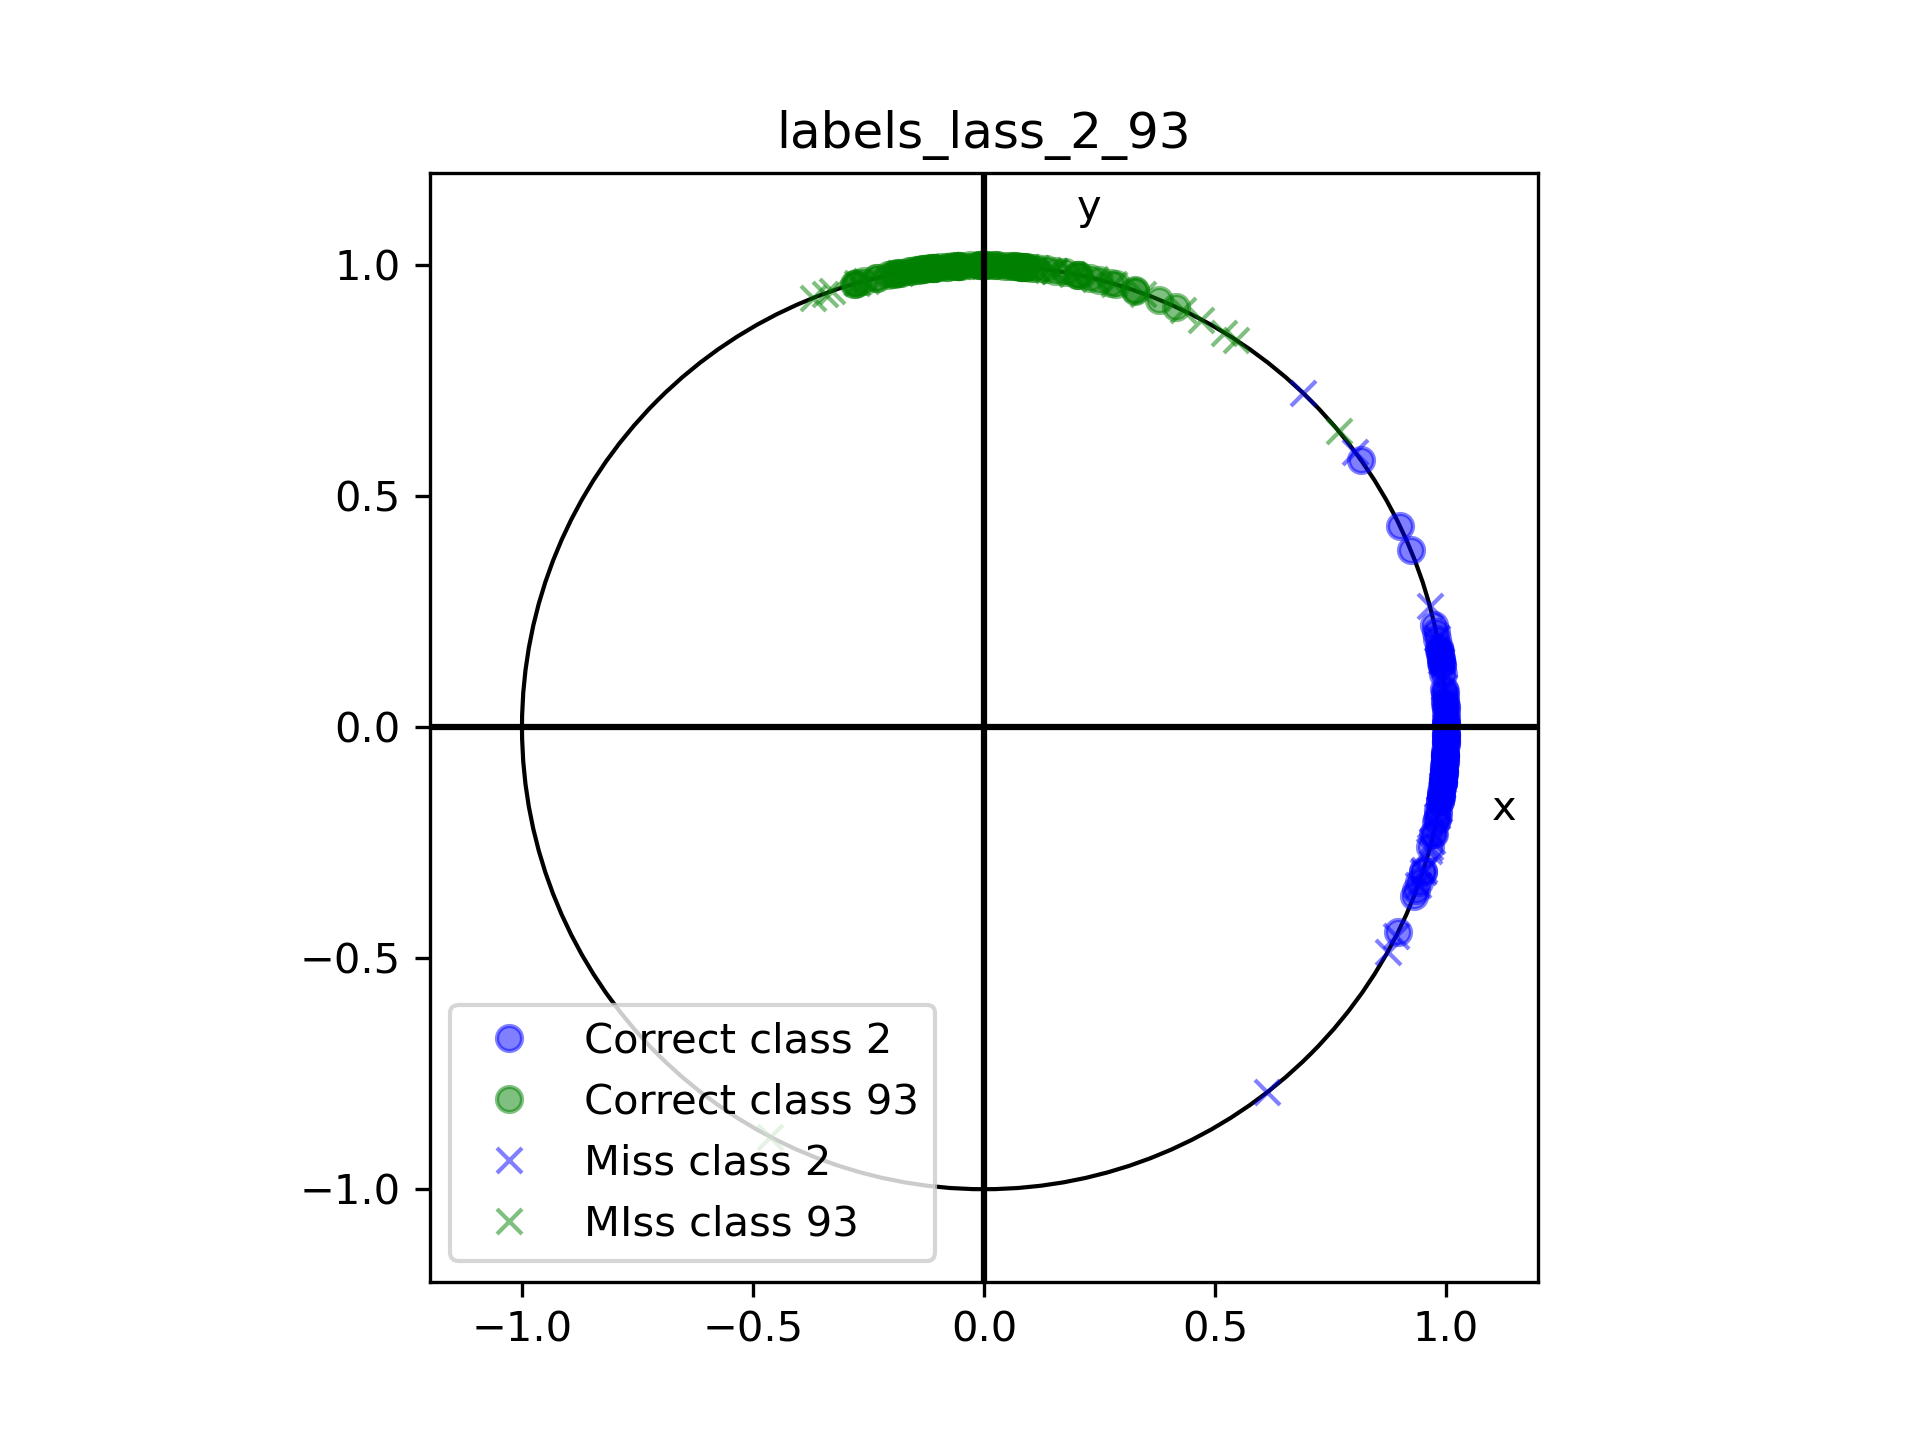 labels_lass_2_93
y
x
1.0
0.5
0.0
−0.5
−1.0
−1.0
−0.5
0.0
0.5
1.0
Correct class 2
Correct class 93
Miss class 2
MIss class 93